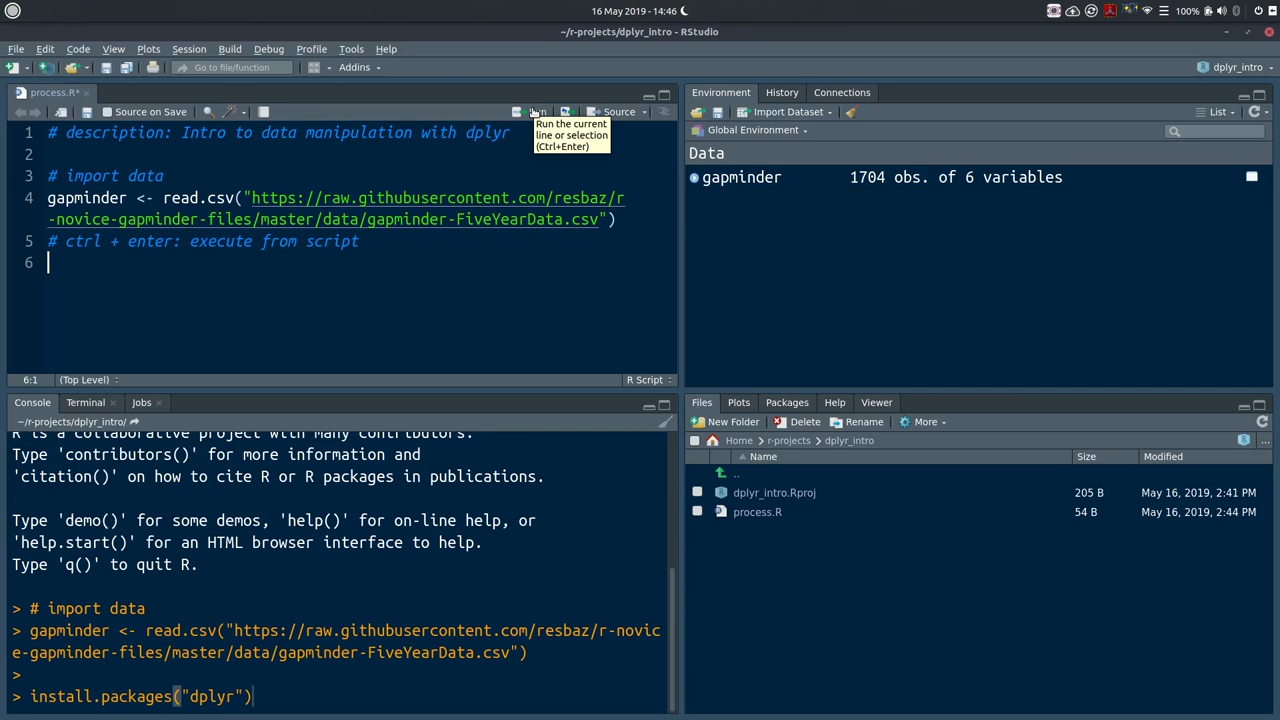 16 May 2019 - 14:46
100%
~/r-projects/dplyr_intro - RStudio
File Edit Code View Plots Session Build Debug Profile Tools Help
Go to file/function
Addins
dplyr_intro
process.R*
Source on Save
Source
Run the current
line or selection
(Ctrl+Enter)
1 # description: Intro to data manipulation with dplyr
2
3 # import data
4 gapminder <- read.csv("https://raw.githubusercontent.com/resbaz/r
-novice-gapminder-files/master/data/gapminder-FiveYearData.csv")
5 # ctrl + enter: execute from script
6
6:1 (Top Level) R Script
Environment History Connections
Import Dataset List
Global Environment
Data
gapminder 1704 obs. of 6 variables
Console Terminal Jobs
~/r-projects/dplyr_intro/
R is a collaborative project with many contributors.
Type 'contributors()' for more information and
'citation()' on how to cite R or R packages in publications.
Type 'demo()' for some demos, 'help()' for on-line help, or
'help.start()' for an HTML browser interface to help.
Type 'q()' to quit R.
> # import data
> gapminder <- read.csv("https://raw.githubusercontent.com/resbaz/r-novic
e-gapminder-files/master/data/gapminder-FiveYearData.csv")
>
> install.packages("dplyr")
Files Plots Packages Help Viewer
New Folder Delete Rename More
Home r-projects dplyr_intro ...
Name Size Modified
..
dplyr_intro.Rproj 205 B May 16, 2019, 2:41 PM
process.R 54 B May 16, 2019, 2:44 PM